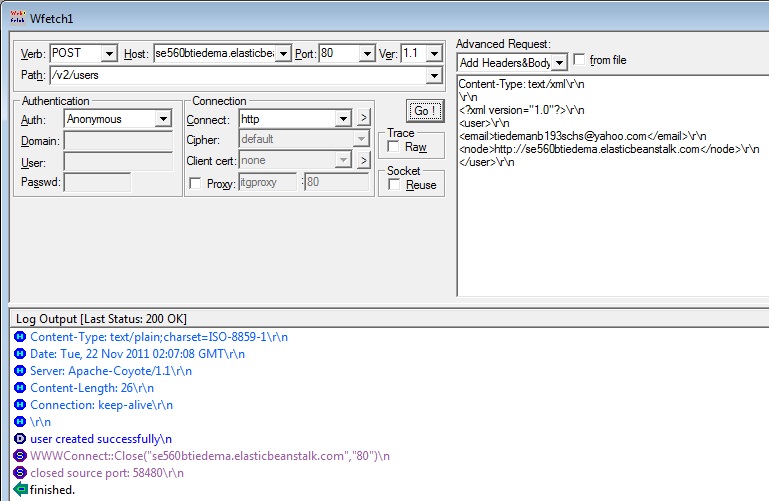 Wfetch1
Verb: POST Host: se560btiedema.elasticbea Port: 80 Ver: 1.1
Path: /v2/users
Advanced Request:
Add Headers&Body from file
Authentication
Auth: Anonymous
Domain:
User:
Passwd:
Connection
Connect: http >
Cipher: default
Client cert: none >
Proxy: itgproxy : 80
Go !
Trace
Raw
Socket
Reuse
Content-Type: text/xml\r\n
\r\n
<?xml version="1.0"?>\r\n
<user>\r\n
<email>tiedemanb193schs@yahoo.com</email>\r\n
<node>http://se560btiedema.elasticbeanstalk.com</node>\r\n
</user>\r\n
Log Output [Last Status: 200 OK]
Content-Type: text/plain;charset=ISO-8859-1\r\n
Date: Tue, 22 Nov 2011 02:07:08 GMT\r\n
Server: Apache-Coyote/1.1\r\n
Content-Length: 26\r\n
Connection: keep-alive\r\n
\r\n
user created successfully\n
WWWConnect::Close("se560btiedema.elasticbeanstalk.com","80")\n
closed source port: 58480\r\n
finished.